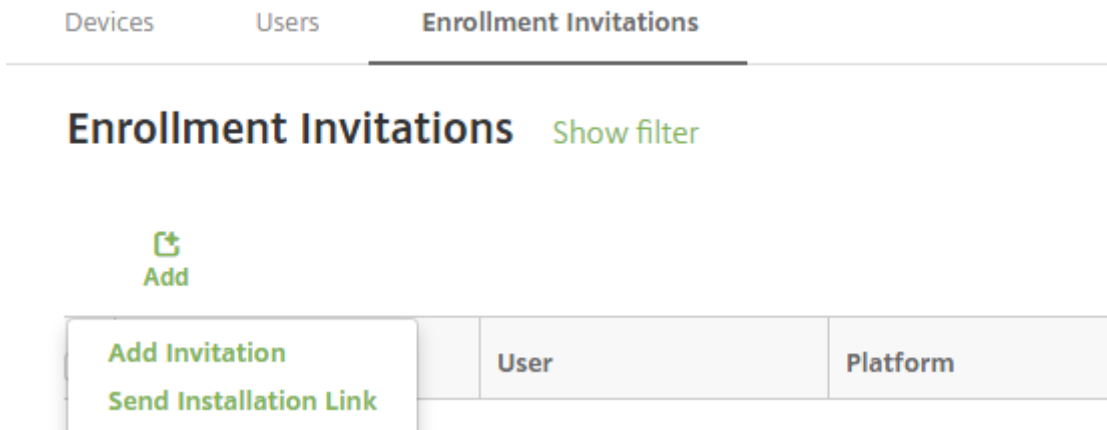 Devices Users Enrollment Invitations
Enrollment Invitations Show filter
Add
Add Invitation
Send Installation Link
User Platform